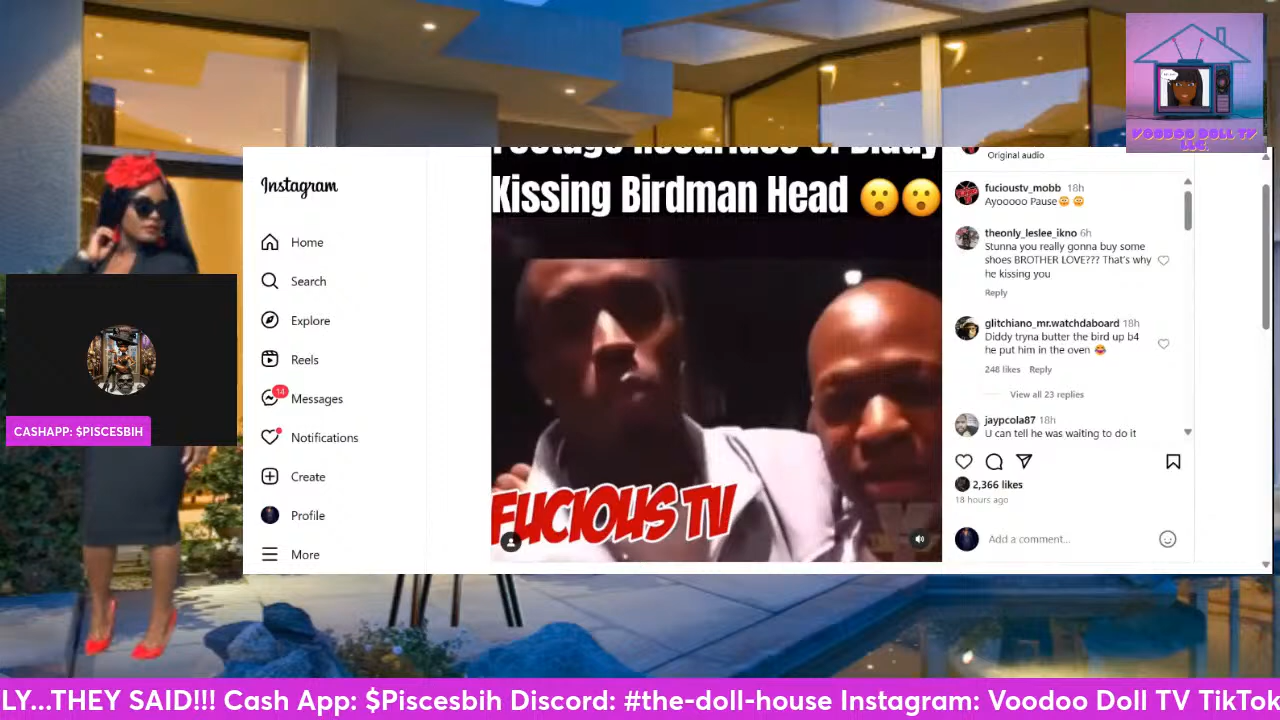 VOODOO DOLL TV
LLC.
Instagram
Home
Search
Explore
Reels
14
Messages
Notifications
Create
Profile
More
Footage Resurfaces Of Diddy
Kissing Birdman Head 😮😮
FUCIOUS TV
Original audio
fucioustv_mobb 18h
Ayooooo Pause😳 😳
theonly_leslee_ikno 6h
Stunna you really gonna buy some
shoes BROTHER LOVE??? That's why
he kissing you
Reply
glitchiano_mr.watchdaboard 18h
Diddy tryna butter the bird up b4
he put him in the oven 😂
248 likes Reply
View all 23 replies
jaypcola87 18h
U can tell he was waiting to do it
2,366 likes
18 hours ago
Add a comment...
CASHAPP: $PISCESBIH
LY...THEY SAID!!! Cash App: $Piscesbih Discord: #the-doll-house Instagram: Voodoo Doll TV TikTok